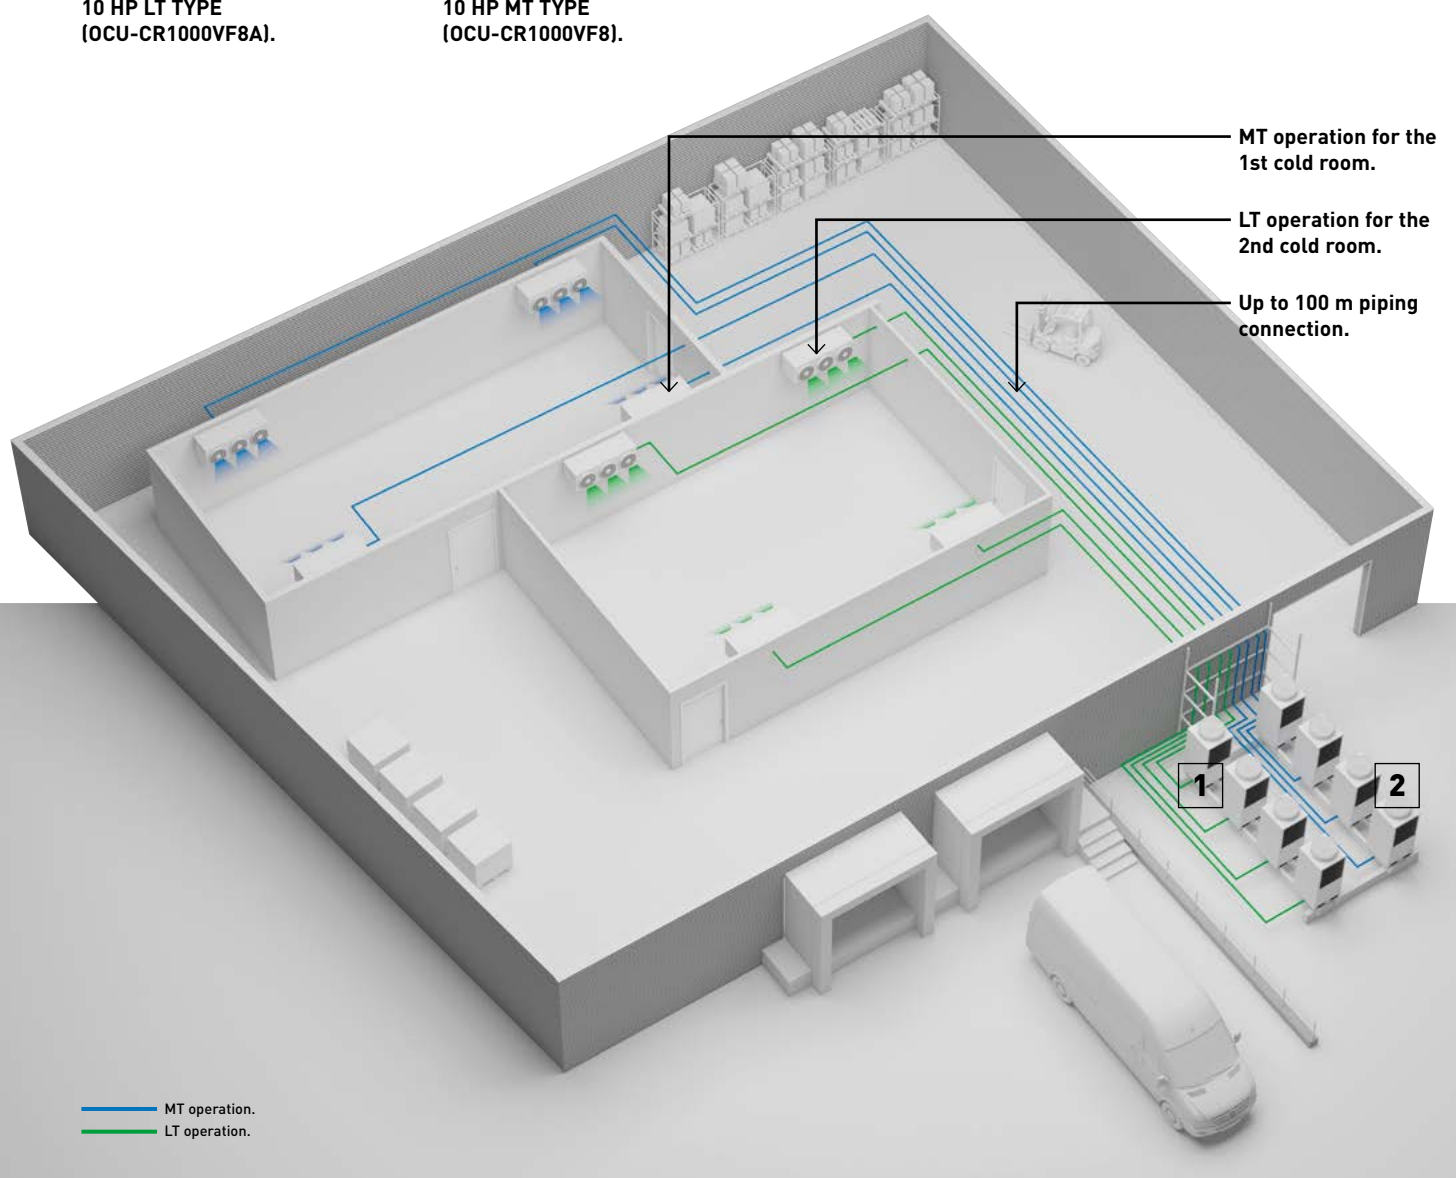 10 HP LT TYPE
(OCU-CR1000VF8A).
10 HP MT TYPE
(OCU-CR1000VF8).
MT operation for the
1st cold room.
LT operation for the
2nd cold room.
Up to 100 m piping
connection.
1
2
MT operation.
LT operation.